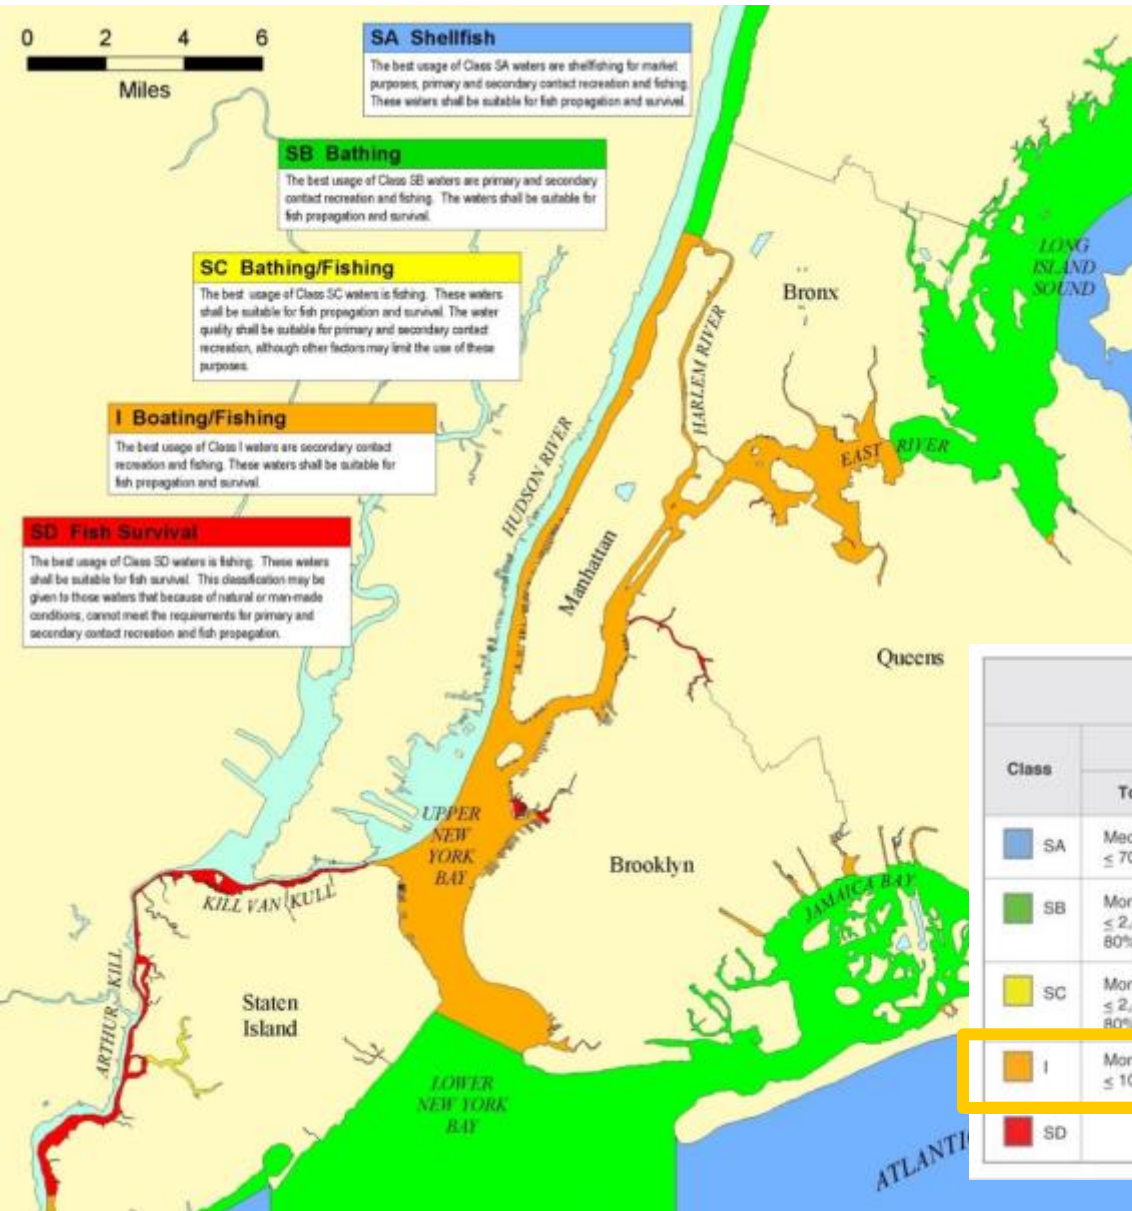 0 2 4 6
Miles
SA Shellfish
The best usage of Class SA waters are shellfishing for market
purposes, primary and secondary contact recreation and fishing.
These waters shall be suitable for fish propagation and survival.
SB Bathing
The best usage of Class SB waters are primary and secondary
contact recreation and fishing. The waters shall be suitable for
fish propagation and survival.
SC Bathing/Fishing
The best usage of Class SC waters is fishing. These waters
shall be suitable for fish propagation and survival. The water
quality shall be suitable for primary and secondary contact
recreation, although other factors may limit the use of these
purposes.
I Boating/Fishing
The best usage of Class I waters are secondary contact
recreation and fishing. These waters shall be suitable for
fish propagation and survival.
SD Fish Survival
The best usage of Class SD waters is fishing. These waters
shall be suitable for fish survival. This classification may be
given to those waters that because of natural or man-made
conditions, cannot meet the requirements for primary and
secondary contact recreation and fish propagation.
LONG
ISLAND
SOUND
Bronx
HARLEM RIVER
HUDSON RIVER
EAST RIVER
Manhattan
Queens
UPPER
NEW
YORK
BAY
Brooklyn
JAMAICA BAY
KILL VAN KULL
ARTHUR KILL
Staten
Island
LOWER
NEW YORK
BAY
ATLANTI
Class
SA
≤ 70
SB
≤ 2,
80%
SC
≤ 2,
80%
I
≤ 10
SD